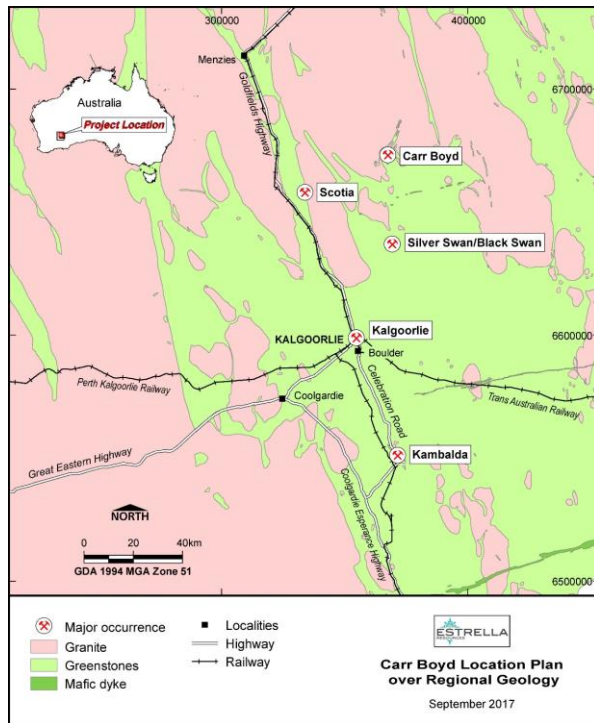 300000
400000
Menzies
6700000
Australia
Project Location
Goldfields Highway
Carr Boyd
Scotia
Silver Swan/Black Swan
KALGOORLIE
Kalgoorlie
6600000
Boulder
Perth Kalgoorlie Railway
Celebration Road
Trans Australian Railway
Coolgardie
Great Eastern Highway
Kambalda
Coolgardie Esperance Highway
NORTH
0 20 40km
GDA 1994 MGA Zone 51
6500000
Major occurrence
Granite
Greenstones
Mafic dyke
Localities
Highway
Railway
ESTRELLA
RESOURCES
Carr Boyd Location Plan
over Regional Geology
September 2017